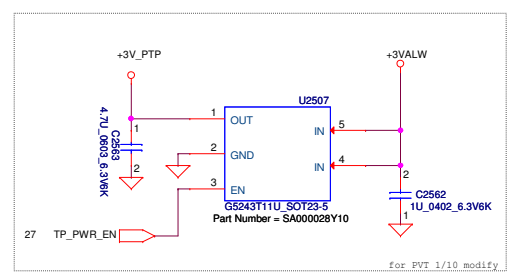 +3V_PTP
+3VALW
U2507
1
OUT
IN
5
2
GND
IN
4
3
EN
G5243T11U_SOT23-5
Part Number = SA000028Y10
1
2
C2563
4.7U_0603_6.3V6K
2
1
C2562
1U_0402_6.3V6K
27
TP_PWR_EN
for PVT 1/10 modify